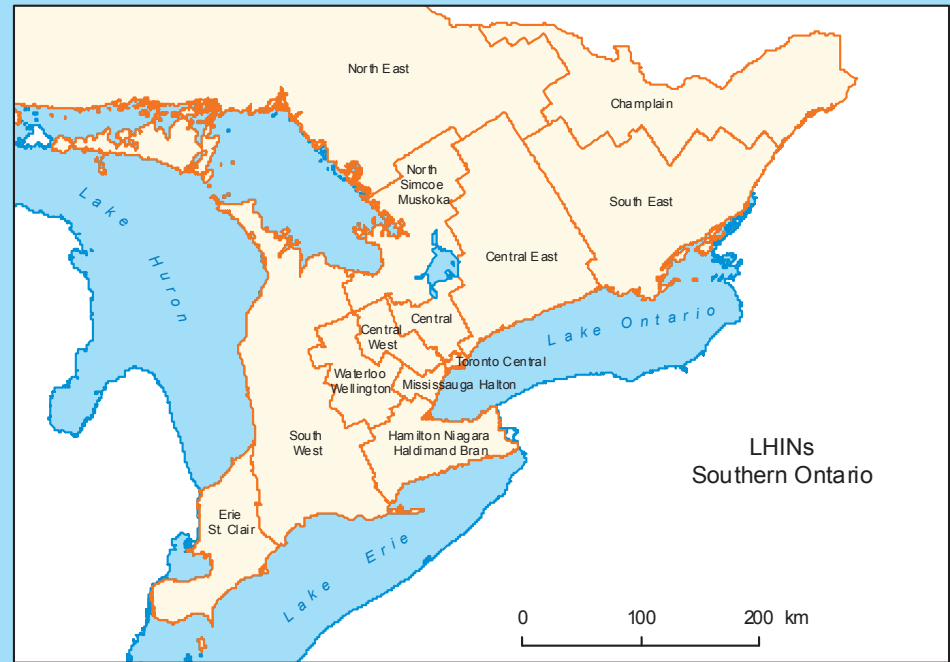 North East
Champlain
North
Simcoe
Muskoka
South East
Lake Huron
Central East
Central
Lake Ontario
Central
West
Toronto Central
Waterloo
Wellington
Mississauga Halton
South
West
Hamilton Niagara
Haldimand Bran
LHINs
Southern Ontario
Erie
St. Clair
Lake Erie
0 100 200 km